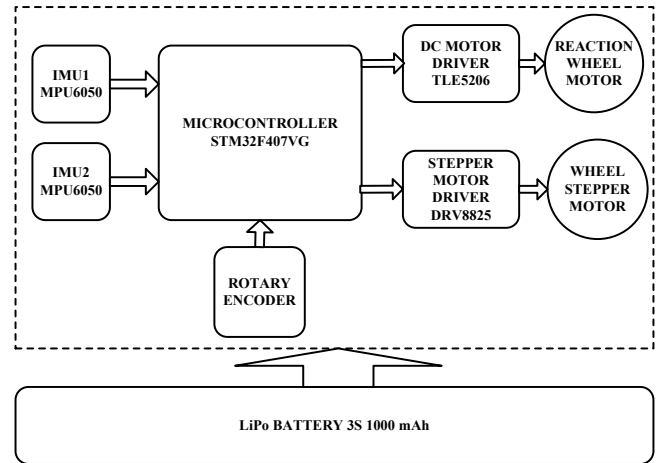 IMU1
MPU6050
IMU2
MPU6050
MICROCONTROLLER
STM32F407VG
ROTARY
ENCODER
DC MOTOR
DRIVER
TLE5206
REACTION
WHEEL
MOTOR
STEPPER
MOTOR
DRIVER
DRV8825
WHEEL
STEPPER
MOTOR
LiPo BATTERY 3S 1000 mAh